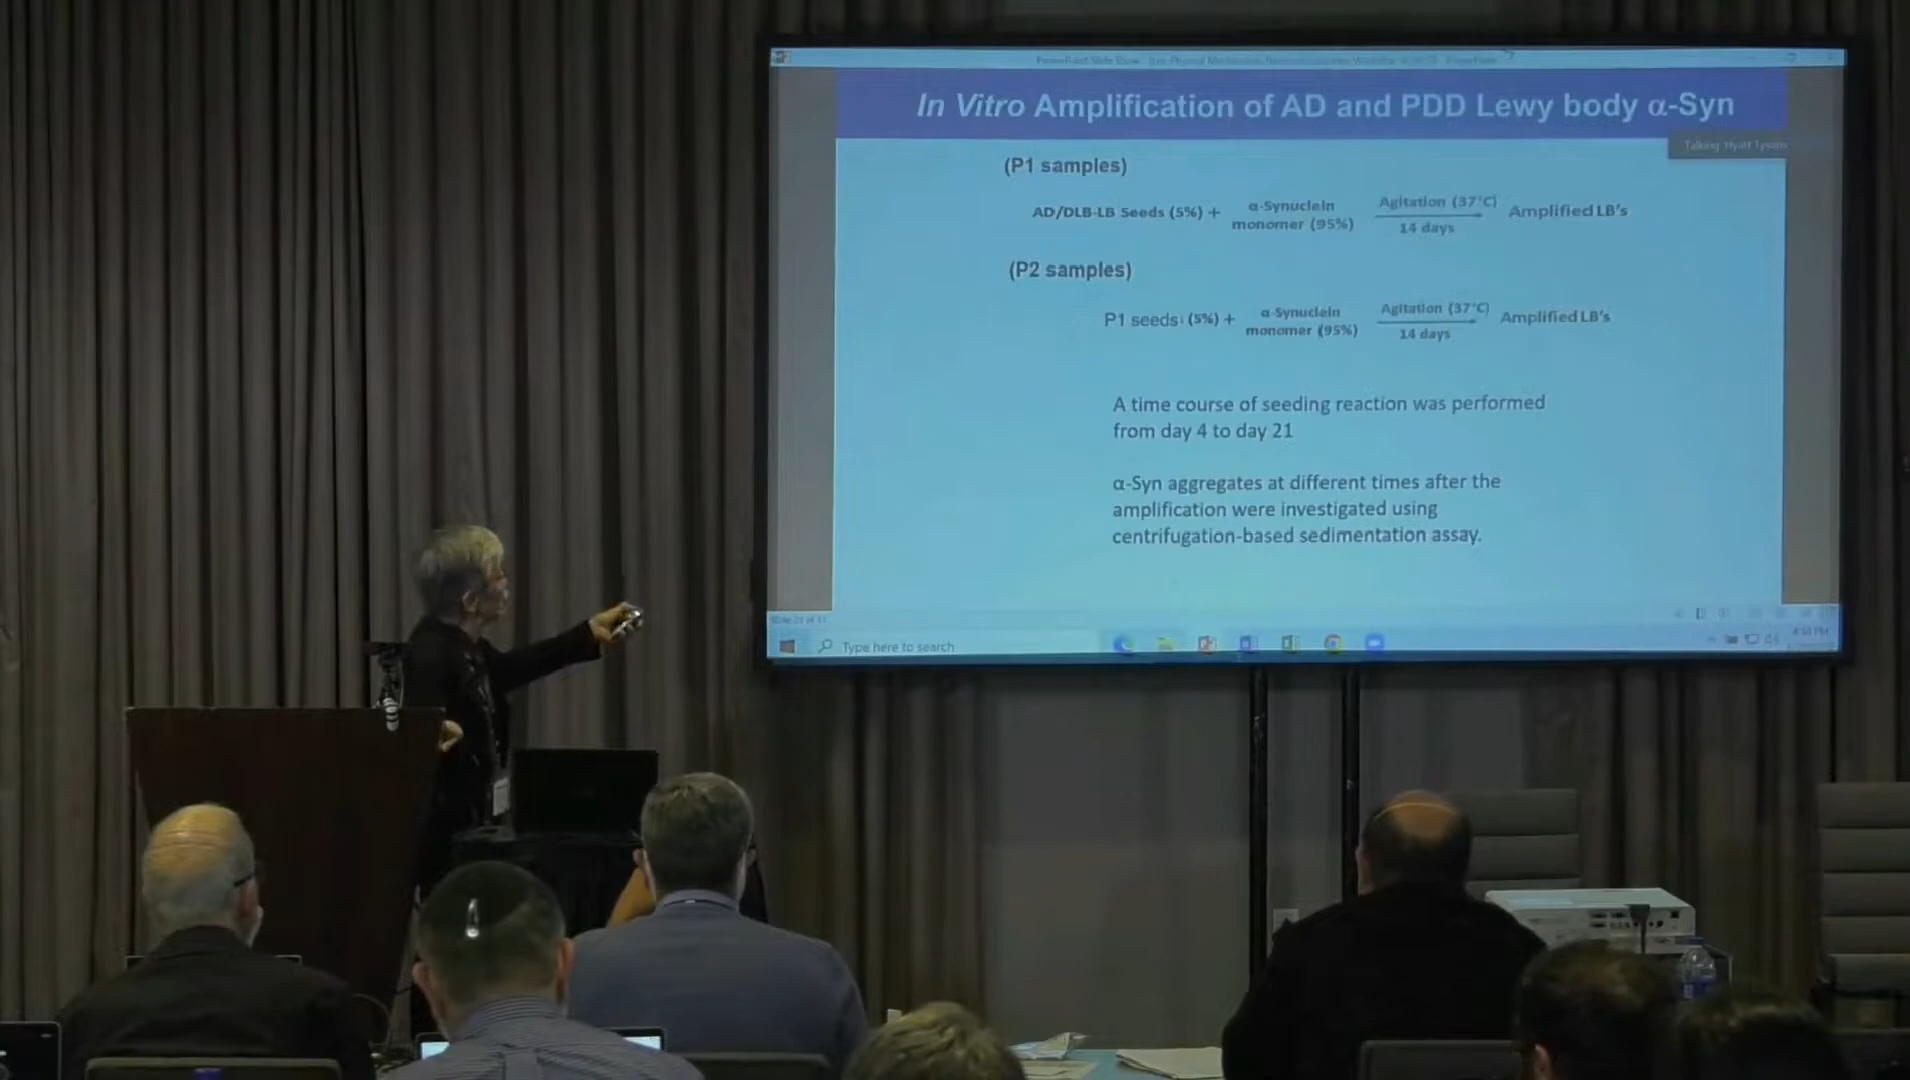 In Vitro Amplification of AD and PDD Lewy body α-Syn
Talking: Hyatt Tysons
(P1 samples)
AD/DLB-LB Seeds (5%) + α-Synuclein monomer (95%) Agitation (37°C) 14 days Amplified LB's
(P2 samples)
P1 seeds (5%) + α-Synuclein monomer (95%) Agitation (37°C) 14 days Amplified LB's
A time course of seeding reaction was performed
from day 4 to day 21
α-Syn aggregates at different times after the
amplification were investigated using
centrifugation-based sedimentation assay.
Type here to search